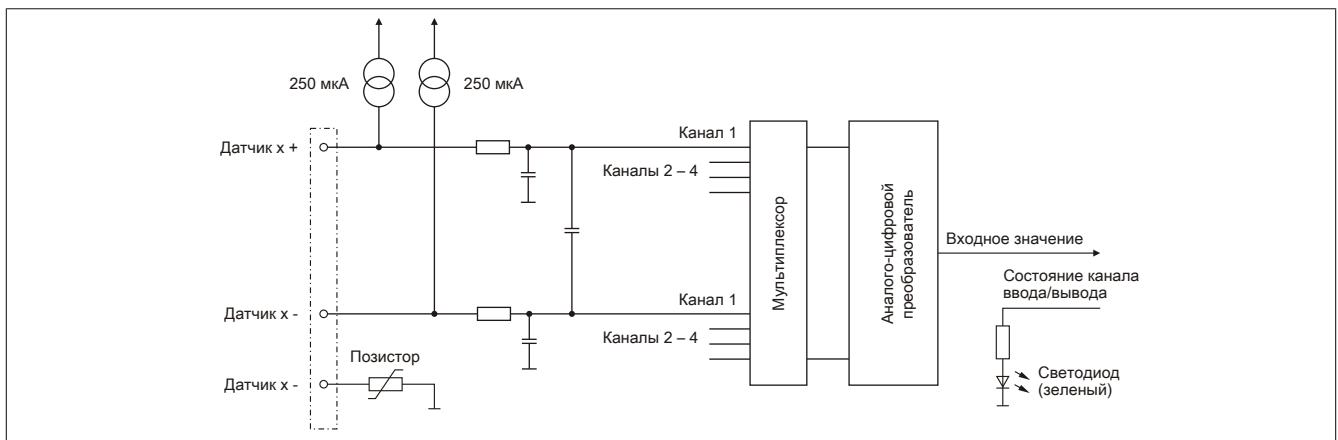 250 мкА
250 мкА
Датчик x +
Канал 1
Каналы 2 – 4
Мультиплексор
Аналого-цифровой
преобразователь
Входное значение
Состояние канала
ввода/вывода
Датчик x -
Канал 1
Каналы 2 – 4
Позистор
Датчик x -
Светодиод
(зеленый)